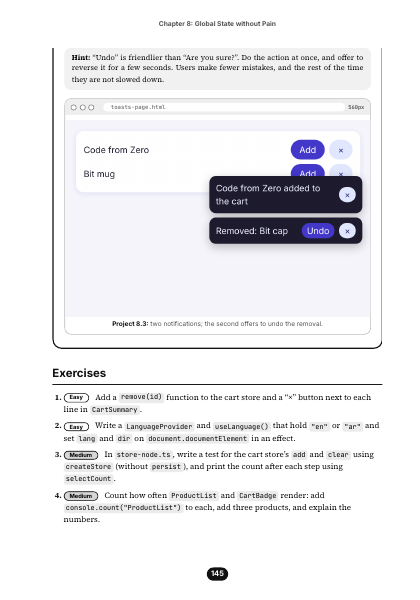 Chapter 8: Global State without Pain
Hint: “Undo” is friendlier than “Are you sure?”. Do the action at once, and offer to
reverse it for a few seconds. Users make fewer mistakes, and the rest of the time
they are not slowed down.
toasts-page.html
560px
Code from Zero
Add
×
Bit mug
Add
Code from Zero added to
the cart
×
Removed: Bit cap
Undo
×
Project 8.3: two notifications; the second offers to undo the removal.
Exercises
1. Easy Add a remove(id) function to the cart store and a “×” button next to each
line in CartSummary.
2. Easy Write a LanguageProvider and useLanguage() that hold "en" or "ar" and
set lang and dir on document.documentElement in an effect.
3. Medium In store-node.ts, write a test for the cart store's add and clear using
createStore (without persist), and print the count after each step using
selectCount.
4. Medium Count how often ProductList and CartBadge render: add
console.count("ProductList") to each, add three products, and explain the
numbers.
145